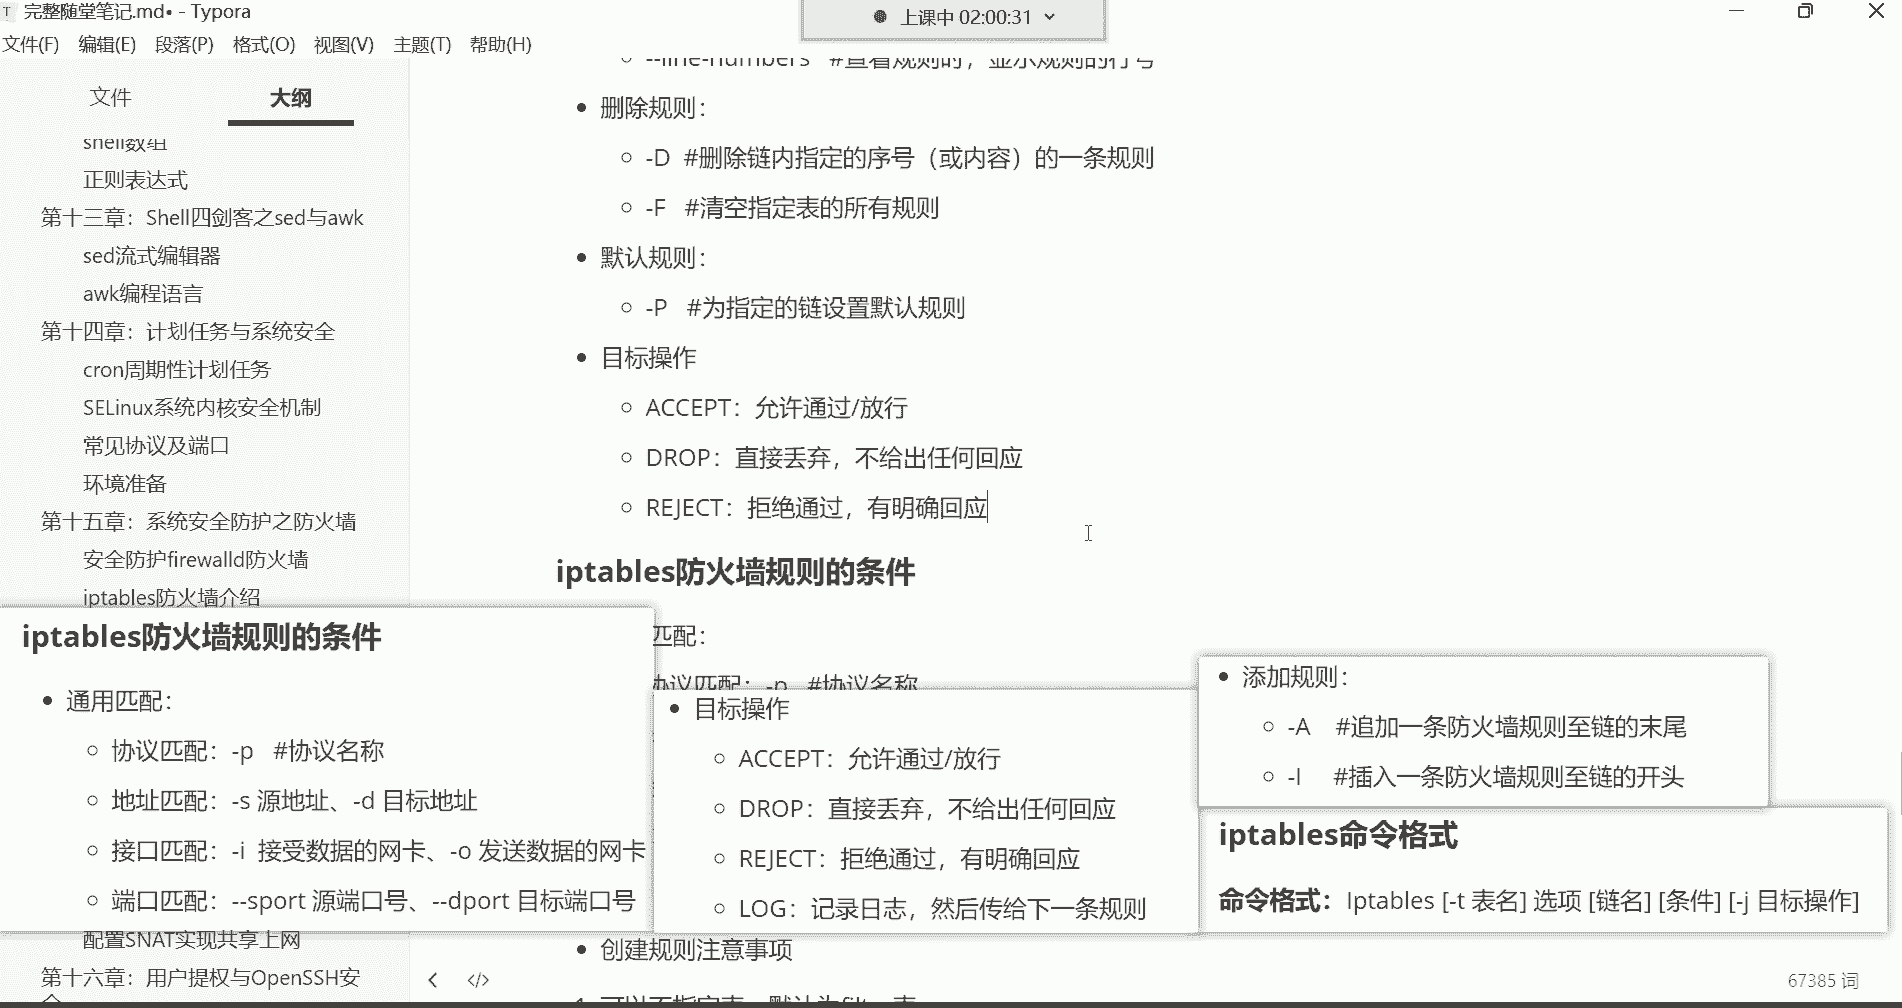 完整随堂笔记.md• - Typora
上课中 02:00:31
文件(F) 编辑(E) 段落(P) 格式(O) 视图(V) 主题(T) 帮助(H)
文件
大纲
shell数组
正则表达式
第十三章：Shell四剑客之sed与awk
sed流式编辑器
awk编程语言
第十四章：计划任务与系统安全
cron周期性计划任务
SELinux系统内核安全机制
常见协议及端口
环境准备
第十五章：系统安全防护之防火墙
安全防护firewalld防火墙
iptables防火墙介绍
配置SNAT实现共享上网
第十六章：用户提权与OpenSSH安
--line-numbers #查看规则时，显示规则的行号
删除规则：
-D #删除链内指定的序号（或内容）的一条规则
-F #清空指定表的所有规则
默认规则：
-P #为指定的链设置默认规则
目标操作
ACCEPT：允许通过/放行
DROP：直接丢弃，不给出任何回应
REJECT：拒绝通过，有明确回应
iptables防火墙规则的条件
匹配：
协议匹配：-p #协议名称
创建规则注意事项
iptables防火墙规则的条件
通用匹配：
协议匹配：-p #协议名称
地址匹配：-s 源地址、-d 目标地址
接口匹配：-i 接受数据的网卡、-o 发送数据的网卡
端口匹配：--sport 源端口号、--dport 目标端口号
目标操作
ACCEPT：允许通过/放行
DROP：直接丢弃，不给出任何回应
REJECT：拒绝通过，有明确回应
LOG：记录日志，然后传给下一条规则
添加规则：
-A #追加一条防火墙规则至链的末尾
-I #插入一条防火墙规则至链的开头
iptables命令格式
命令格式：Iptables [-t 表名] 选项 [链名] [条件] [-j 目标操作]
67385 词